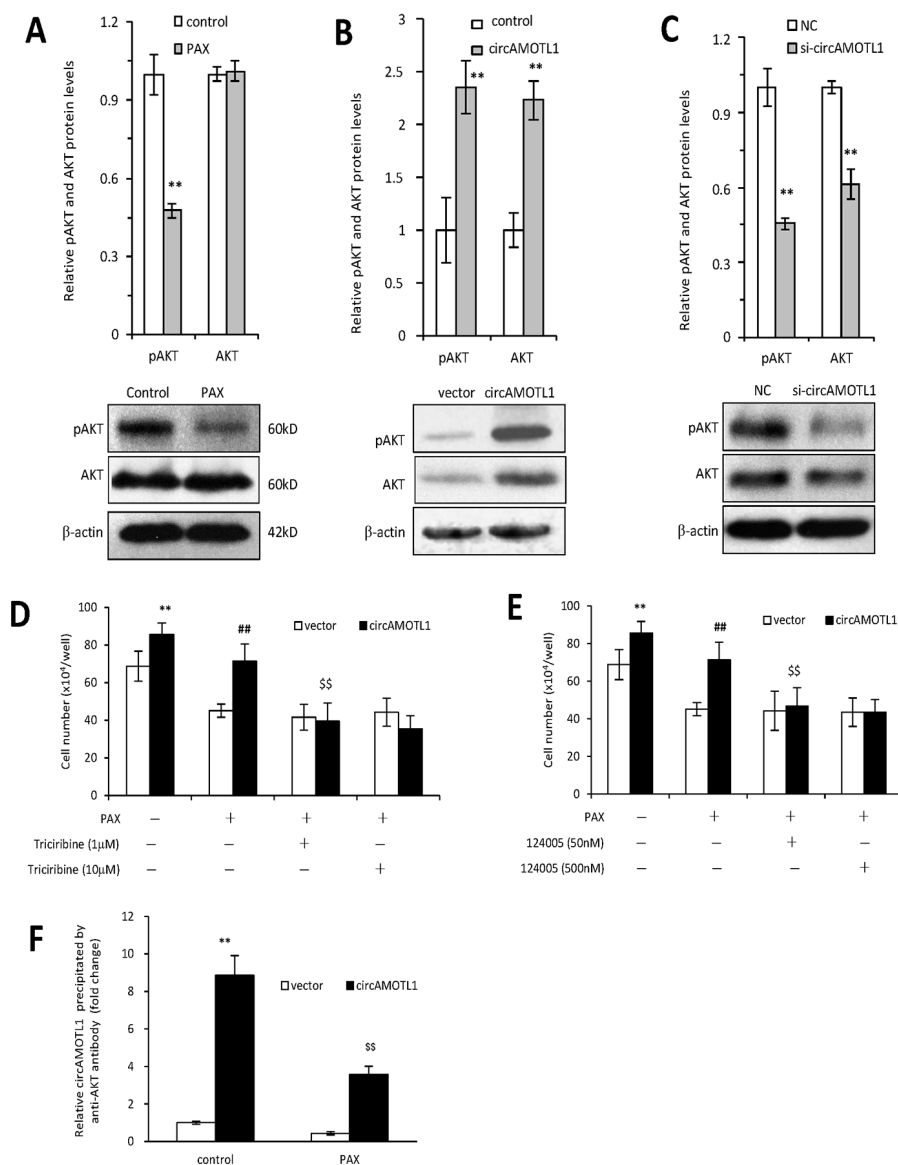 A
control
PAX
Relative pAKT and AKT protein levels
1.2
0.9
0.6
0.3
0
**
pAKT AKT
Control PAX
pAKT 60kD
AKT 60kD
β-actin 42kD
B
control
circAMOTL1
Relative pAKT and AKT protein levels
3
2.5
2
1.5
1
0.5
0
** **
pAKT AKT
vector circAMOTL1
pAKT
AKT
β-actin
C
NC
si-circAMOTL1
Relative pAKT and AKT protein levels
1.2
0.9
0.6
0.3
0
** **
pAKT AKT
NC si-circAMOTL1
pAKT
AKT
β-actin
D
vector circAMOTL1
Cell number (x10⁴/well)
100
80
60
40
20
0
** ## $$
PAX – + + +
Triciribine (1μM) – – + –
Triciribine (10μM) – – – +
E
vector circAMOTL1
Cell number (x10⁴/well)
100
80
60
40
20
0
** ## $$
PAX – + + +
124005 (50nM) – – + –
124005 (500nM) – – – +
F
Relative circAMOTL1 precipitated by
anti-AKT antibody (fold change)
12
10
8
6
4
2
0
vector circAMOTL1
** $$
control PAX